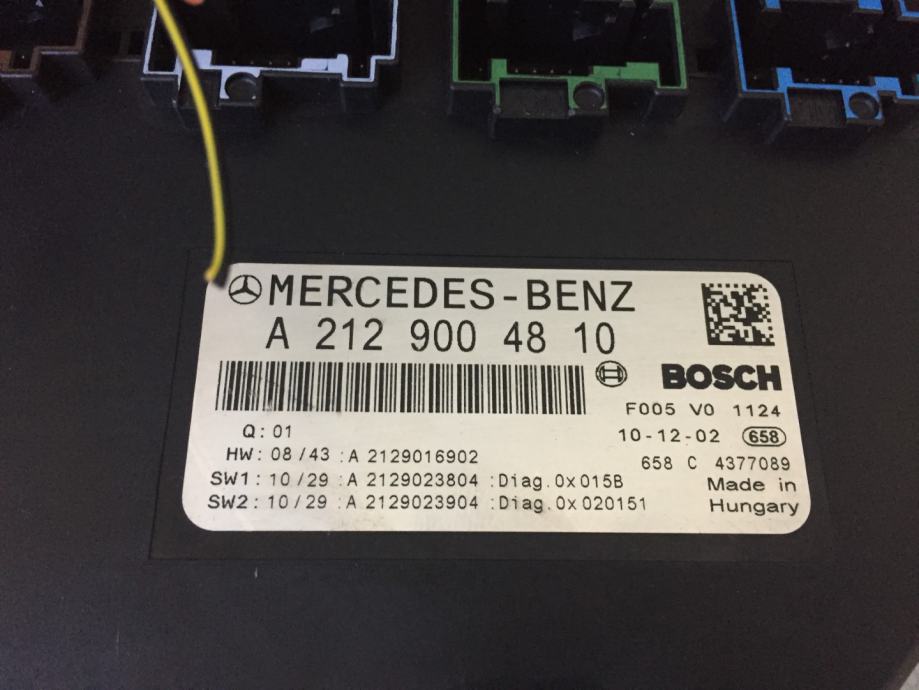 MERCEDES-BENZ
A 212 900 48 10
BOSCH
F005 V0 1124
Q: 01
10-12-02 658
HW: 08/43 :A 2129016902
658 C 4377089
SW1: 10/29 :A 2129023804 :Diag.0x015B
Made in
SW2: 10/29 :A 2129023904 :Diag.0x020151
Hungary